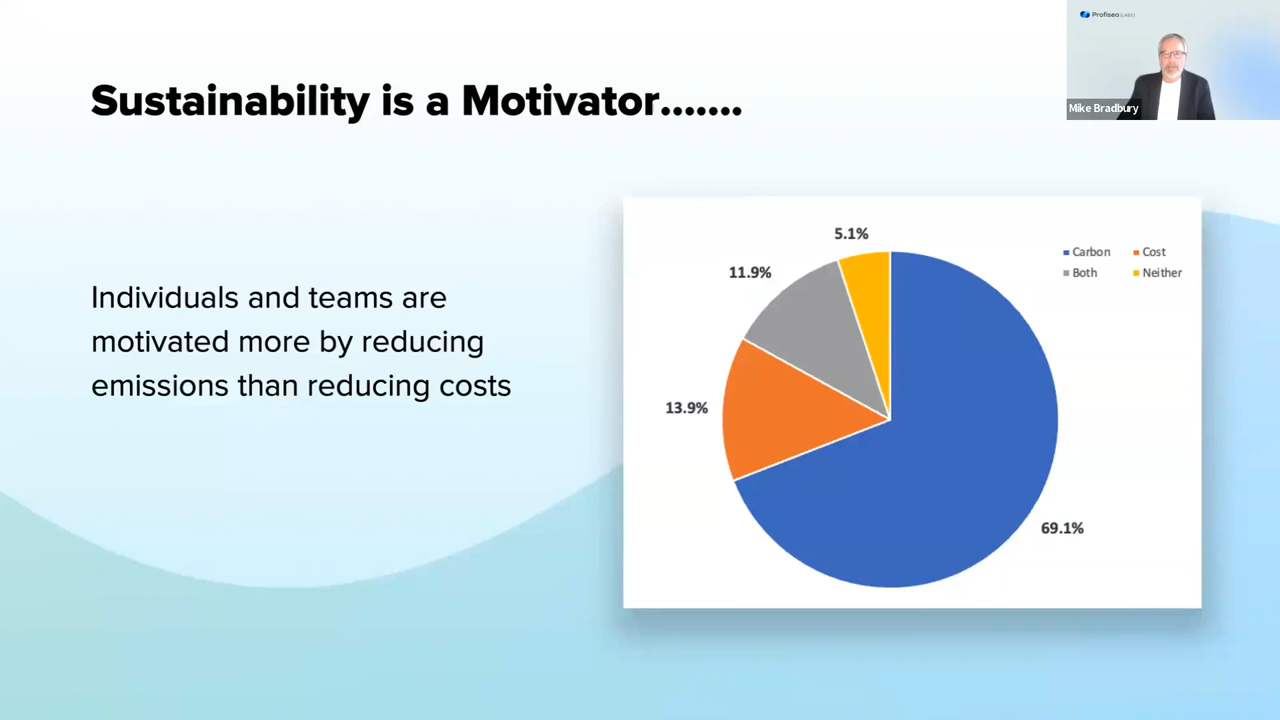 Profiseo
Sustainability is a Motivator.......
Mike Bradbury
Individuals and teams are
motivated more by reducing
emissions than reducing costs
5.1%
11.9%
13.9%
69.1%
Carbon
Cost
Both
Neither